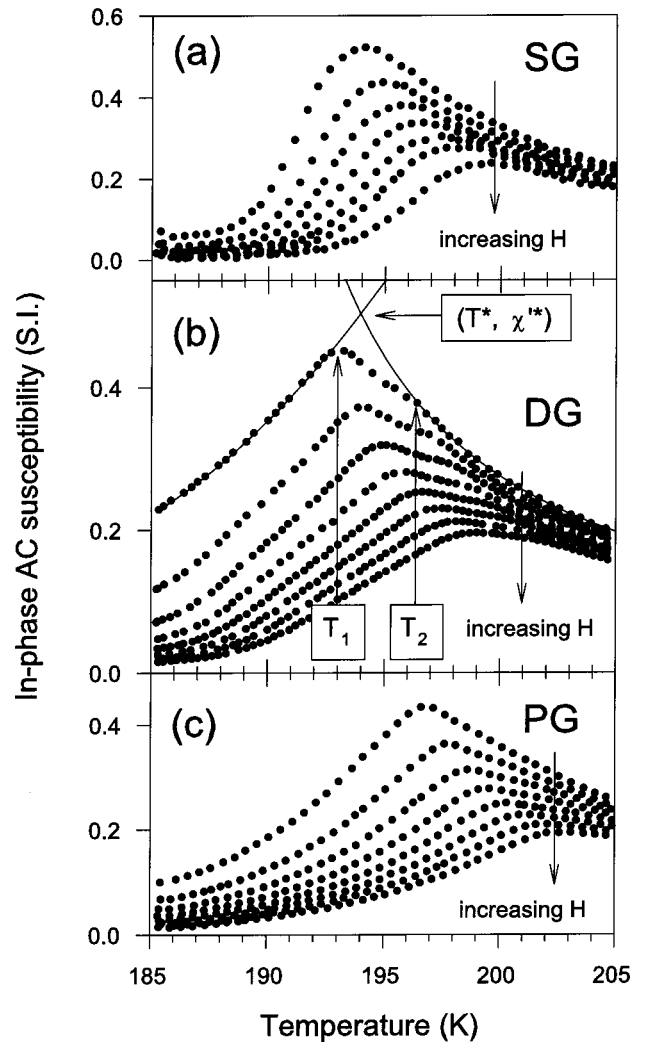 In-phase AC susceptibility (S.I.)
0.6
(a)
SG
0.4
0.2
increasing H
0.0
(T*, χ'*)
(b)
DG
0.4
0.2
T1
T2
increasing H
0.0
(c)
PG
0.4
0.2
increasing H
0.0
185
190
195
200
205
Temperature (K)